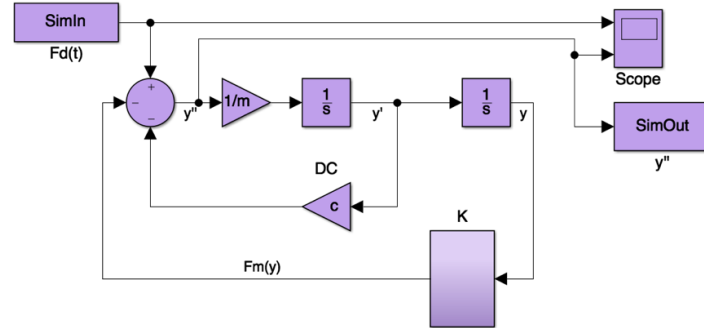 SimIn
Fd(t)
Scope
+
−
−
y"
1/m
1
s
y'
1
s
y
SimOut
y"
DC
c
K
Fm(y)